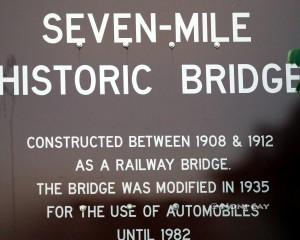 SEVEN-MILE
HISTORIC BRIDGE
CONSTRUCTED BETWEEN 1908 & 1912
AS A RAILWAY BRIDGE.
THE BRIDGE WAS MODIFIED IN 1935
FOR THE USE OF AUTOMOBILES
UNTIL 1982